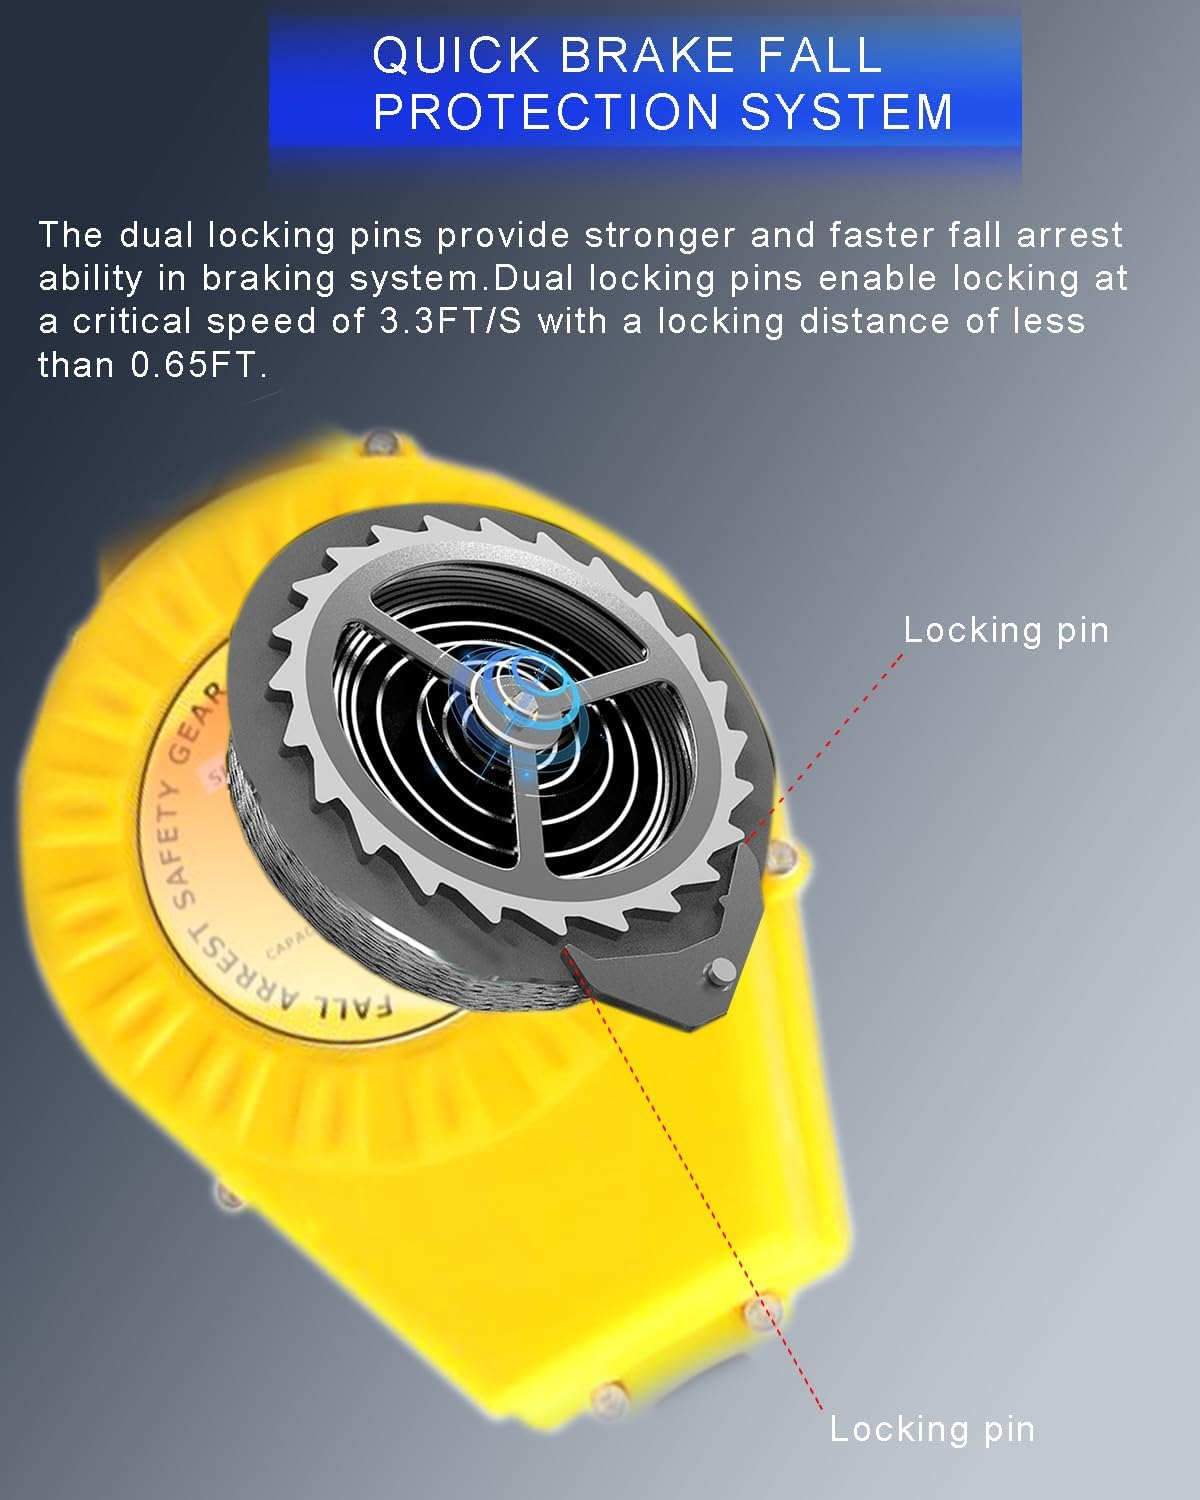 QUICK BRAKE FALL
PROTECTION SYSTEM
The dual locking pins provide stronger and faster fall arrest
ability in braking system.Dual locking pins enable locking at
a critical speed of 3.3FT/S with a locking distance of less
than 0.65FT.
Locking pin
FALL ARREST SAFETY GEAR
Locking pin